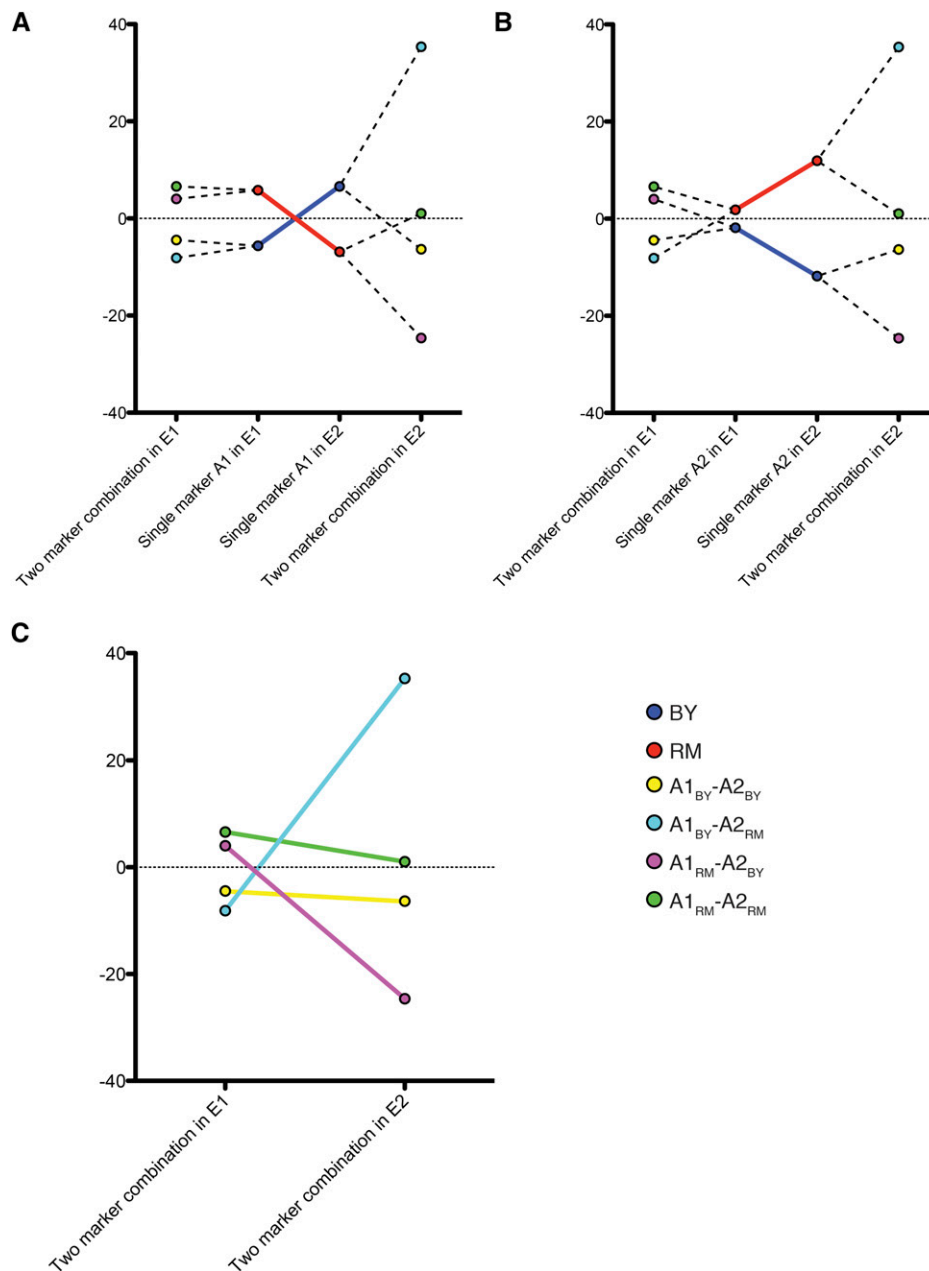 A
40
20
0
-20
-40
Two marker combination in E1
Single marker A1 in E1
Single marker A1 in E2
Two marker combination in E2
B
40
20
0
-20
-40
Two marker combination in E1
Single marker A2 in E1
Single marker A2 in E2
Two marker combination in E2
C
40
20
0
-20
-40
Two marker combination in E1
Two marker combination in E2
BY
RM
A1BY-A2BY
A1BY-A2RM
A1RM-A2BY
A1RM-A2RM